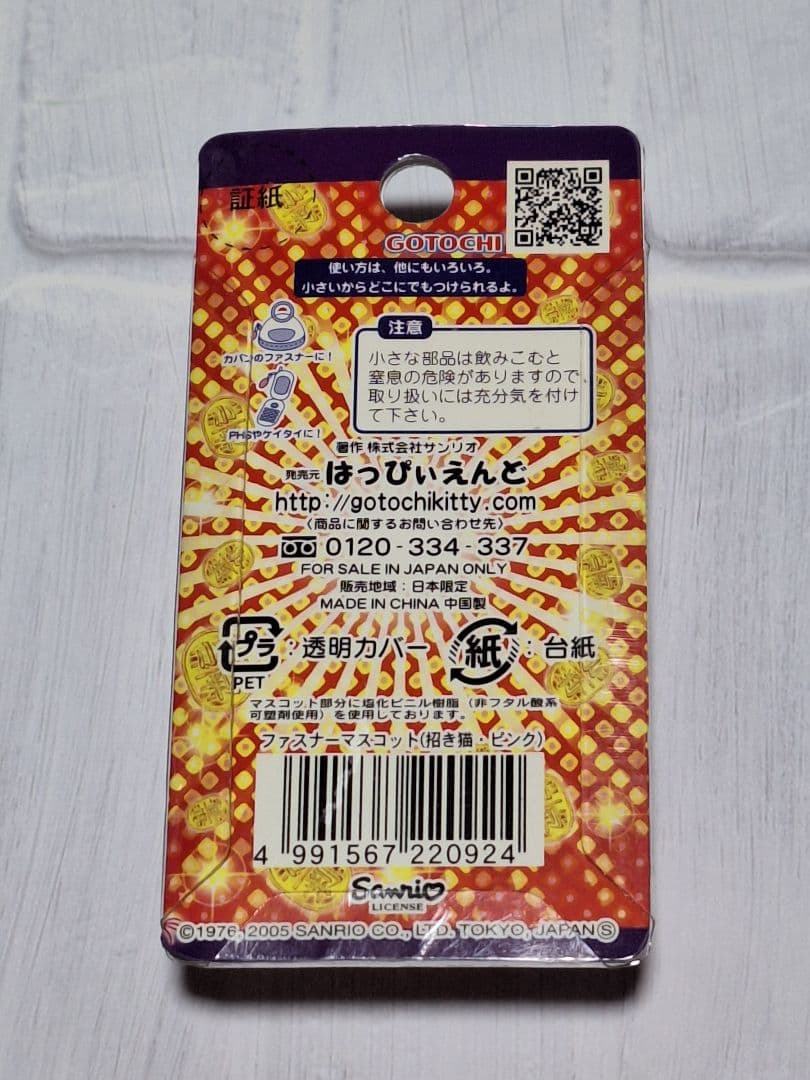 証紙
GOTOCHI
使い方は、他にもいろいろ。
小さいからどこにでもつけられるよ。
カバンのファスナーに!
PHSやケイタイに!
注意
小さな部品は飲みこむと
窒息の危険がありますので
取り扱いには充分気を付け
て下さい。
著作 株式会社サンリオ
発売元 はっぴぃえんど
http://gotochikitty.com
〈商品に関するお問い合わせ先〉
0120-334-337
FOR SALE IN JAPAN ONLY
販売地域:日本限定
MADE IN CHINA 中国製
プラ:透明カバー 紙:台紙
PET
マスコット部分に塩化ビニル樹脂(非フタル酸系
可塑剤使用)を使用しております。
ファスナーマスコット(招き猫・ピンク)
4 991567 220924
Sanrio
LICENSE
©1976, 2005 SANRIO CO., LTD. TOKYO, JAPAN Ⓢ